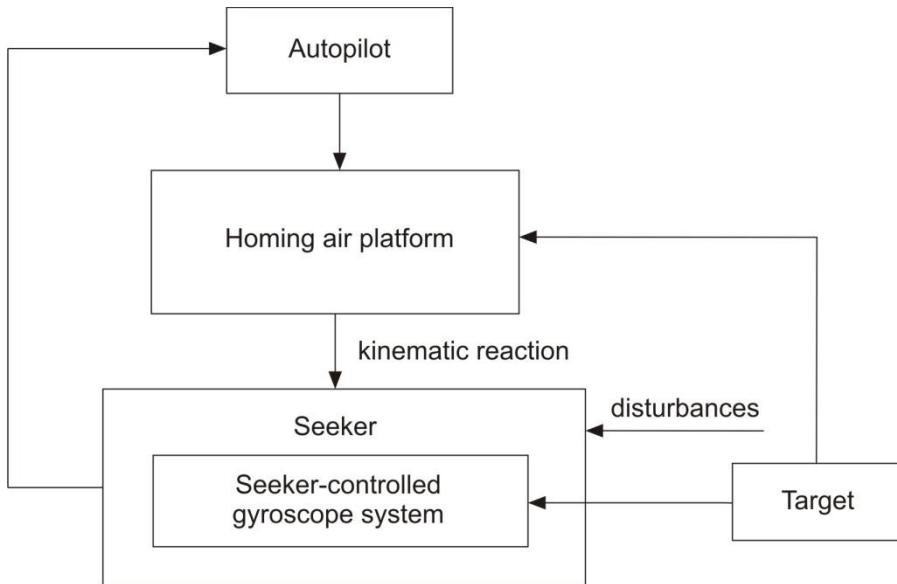 Autopilot
Homing air platform
kinematic reaction
disturbances
Seeker
Seeker-controlled
gyroscope system
Target